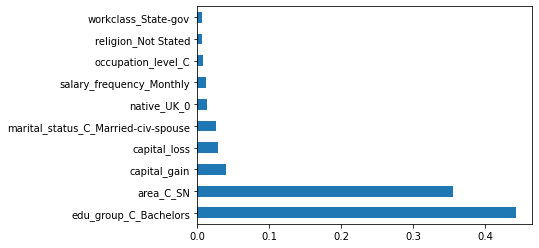 workclass_State-gov
religion_Not Stated
occupation_level_C
salary_frequency_Monthly
native_UK_0
marital_status_C_Married-civ-spouse
capital_loss
capital_gain
area_C_SN
edu_group_C_Bachelors
0.0 0.1 0.2 0.3 0.4